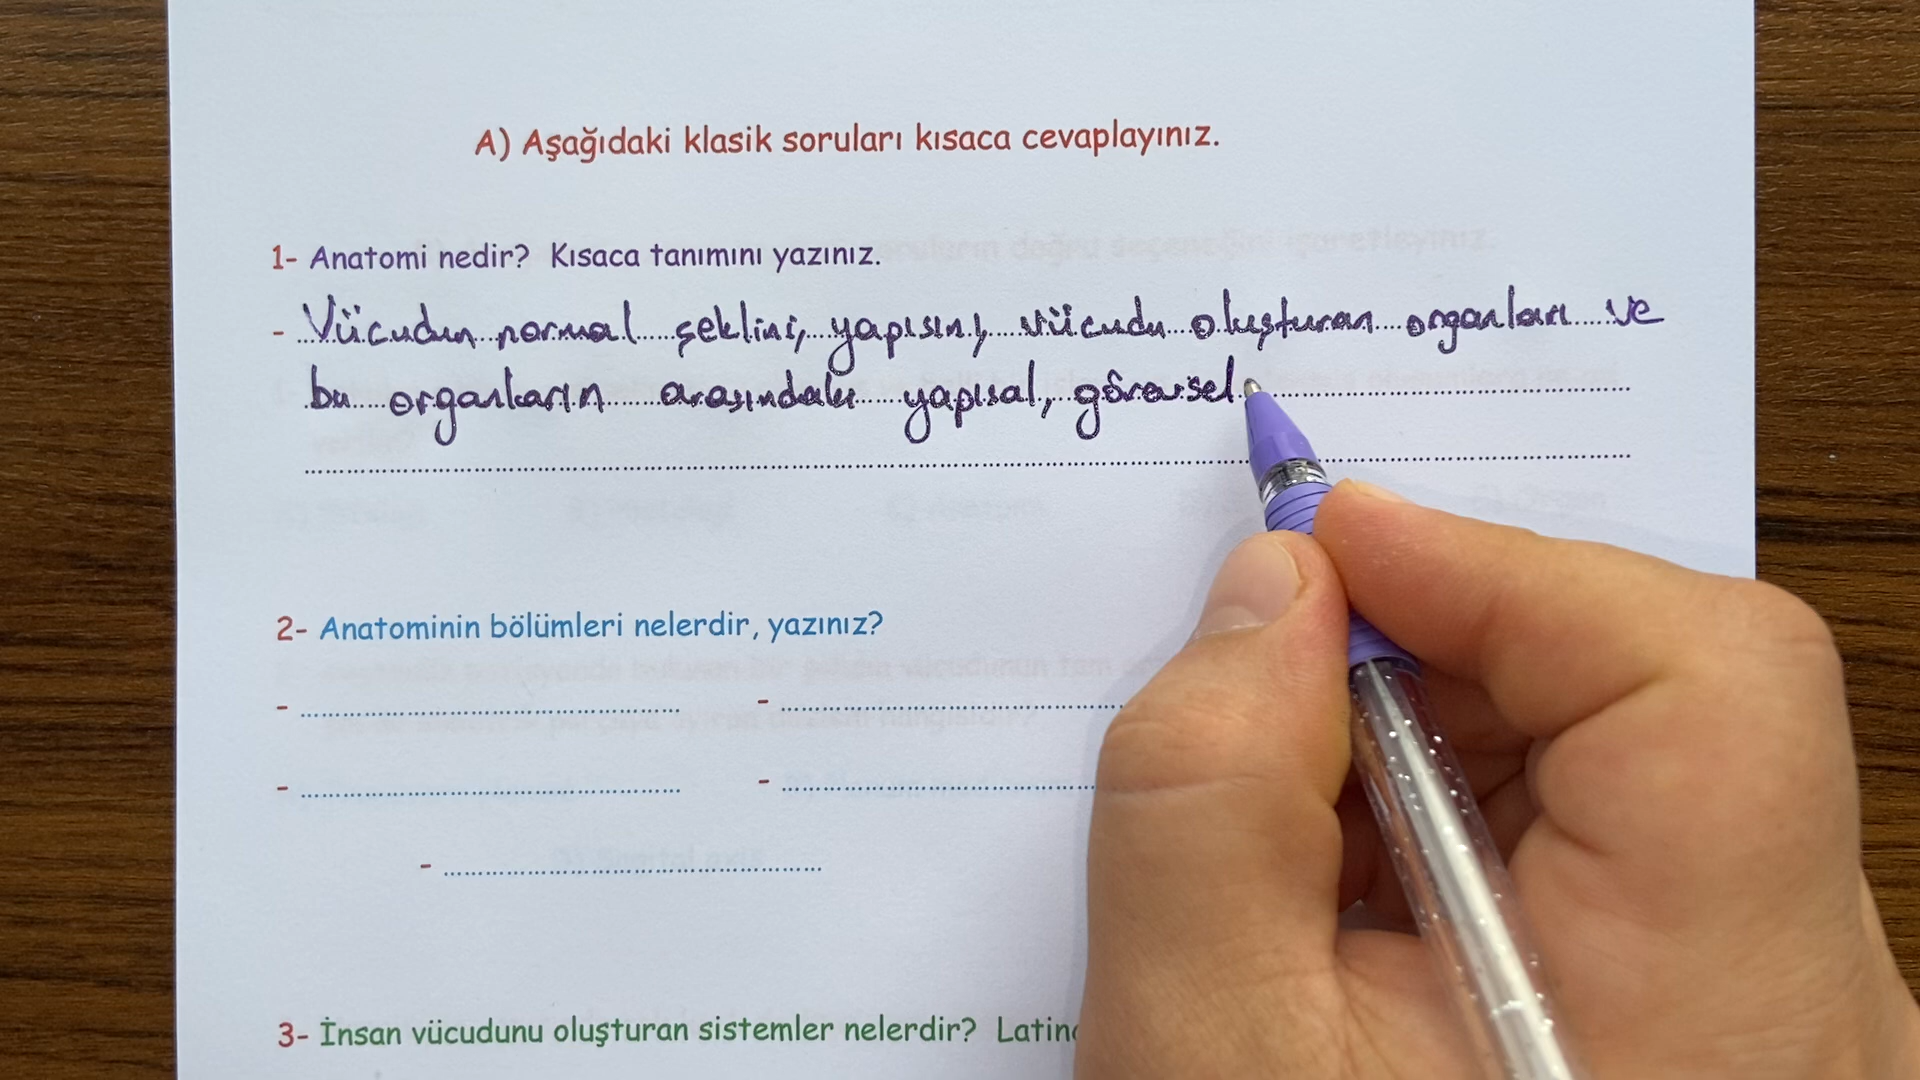 A) Aşağıdaki klasik soruları kısaca cevaplayınız.
1- Anatomi nedir? Kısaca tanımını yazınız.
- Vücudun normal şeklini, yapısını, vücudu oluşturan organları ve
bu organların arasındaki yapısal, görevsel
2- Anatominin bölümleri nelerdir, yazınız?
-
-
-
-
-
3- İnsan vücudunu oluşturan sistemler nelerdir? Latinc